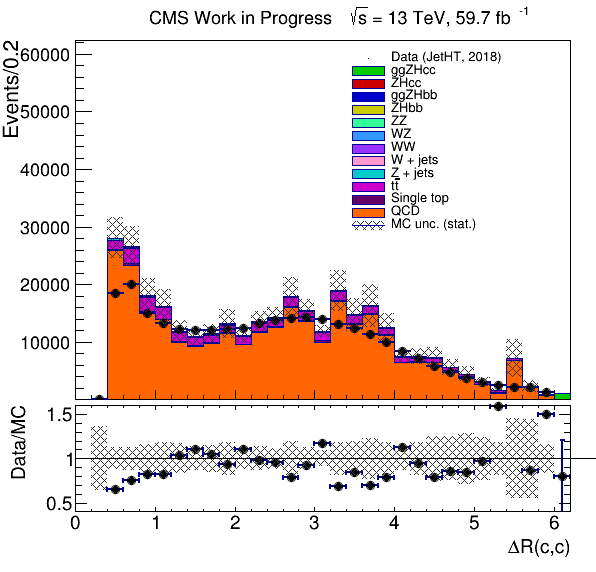 CMS Work in Progress √s = 13 TeV, 59.7 fb⁻¹
Events/0.2
60000
50000
40000
30000
20000
10000
Data (JetHT, 2018)
ggZHcc
ZHcc
ggZHbb
ZHbb
ZZ
WZ
WW
W + jets
Z + jets
tt̅
Single top
QCD
MC unc. (stat.)
Data/MC
1.5
1
0.5
0 1 2 3 4 5 6
ΔR(c,c)